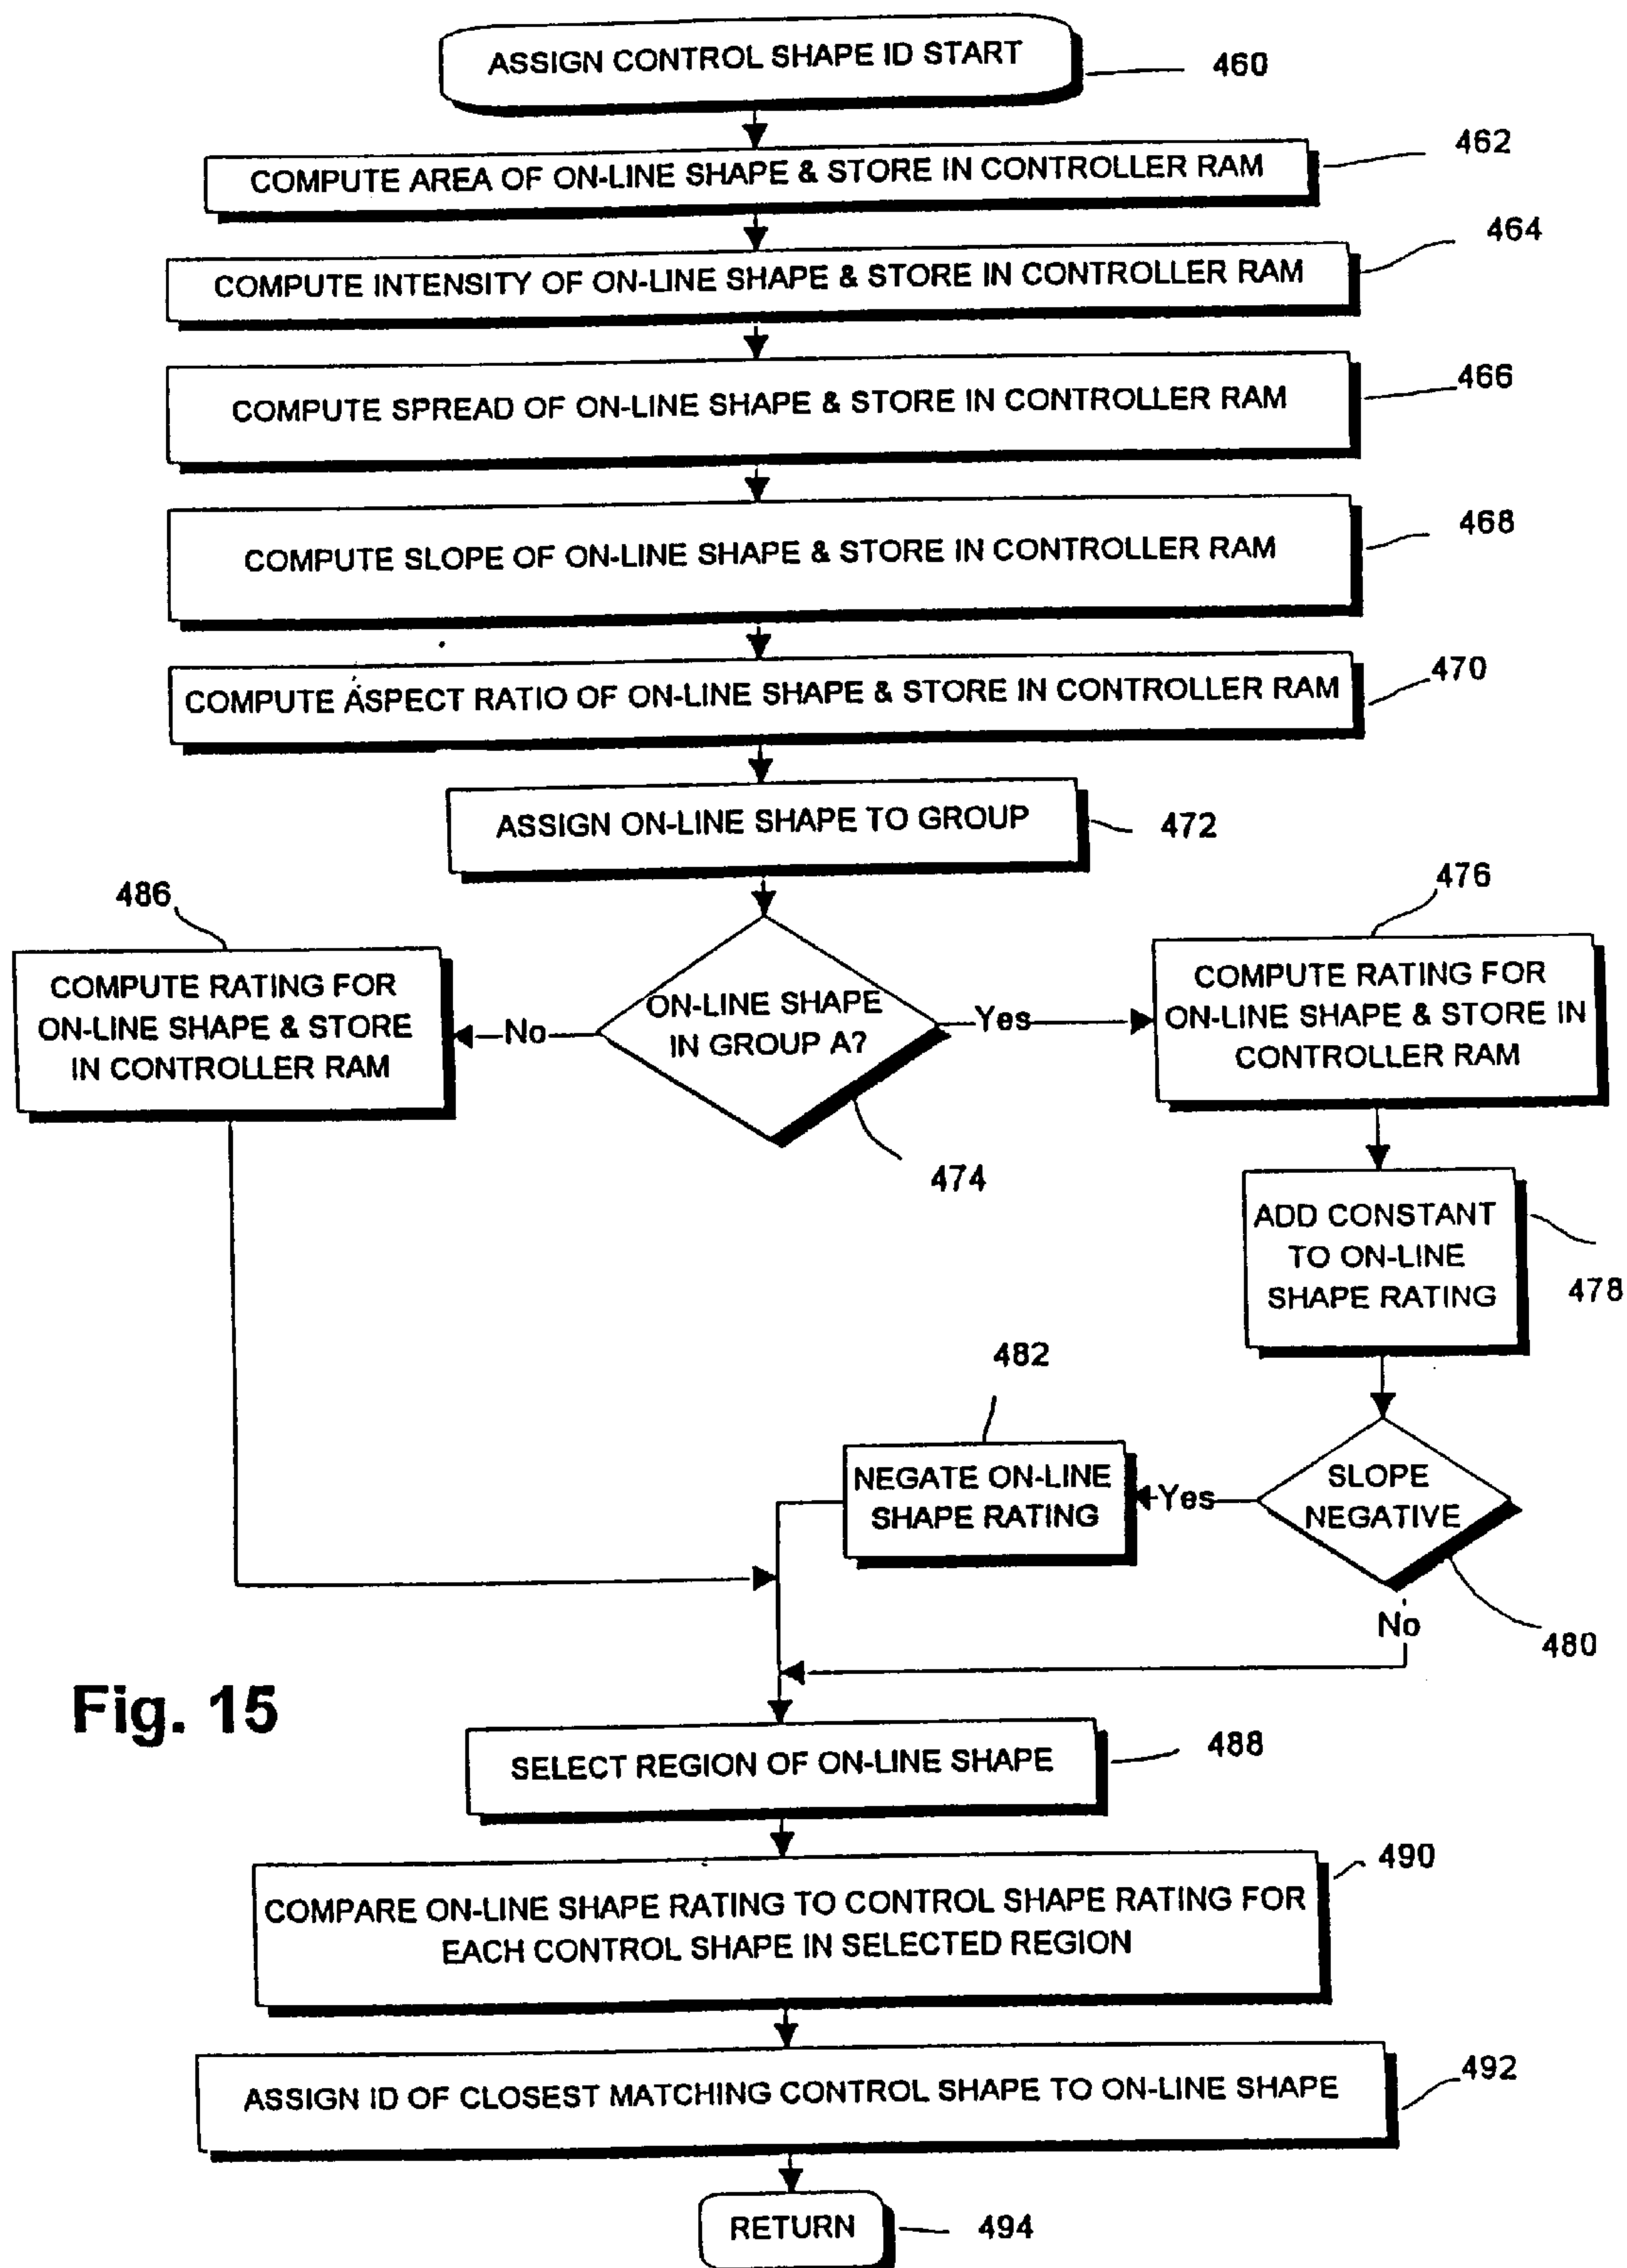 ASSIGN CONTROL SHAPE ID START
460
COMPUTE AREA OF ON-LINE SHAPE & STORE IN CONTROLLER RAM
462
COMPUTE INTENSITY OF ON-LINE SHAPE & STORE IN CONTROLLER RAM
464
COMPUTE SPREAD OF ON-LINE SHAPE & STORE IN CONTROLLER RAM
466
COMPUTE SLOPE OF ON-LINE SHAPE & STORE IN CONTROLLER RAM
468
COMPUTE ASPECT RATIO OF ON-LINE SHAPE & STORE IN CONTROLLER RAM
470
ASSIGN ON-LINE SHAPE TO GROUP
472
486
COMPUTE RATING FOR
ON-LINE SHAPE & STORE
IN CONTROLLER RAM
No
ON-LINE SHAPE
IN GROUP A?
474
Yes
476
COMPUTE RATING FOR
ON-LINE SHAPE & STORE IN
CONTROLLER RAM
ADD CONSTANT
TO ON-LINE
SHAPE RATING
478
482
NEGATE ON-LINE
SHAPE RATING
Yes
SLOPE
NEGATIVE
480
No
Fig. 15
SELECT REGION OF ON-LINE SHAPE
488
COMPARE ON-LINE SHAPE RATING TO CONTROL SHAPE RATING FOR
EACH CONTROL SHAPE IN SELECTED REGION
490
ASSIGN ID OF CLOSEST MATCHING CONTROL SHAPE TO ON-LINE SHAPE
492
RETURN
494